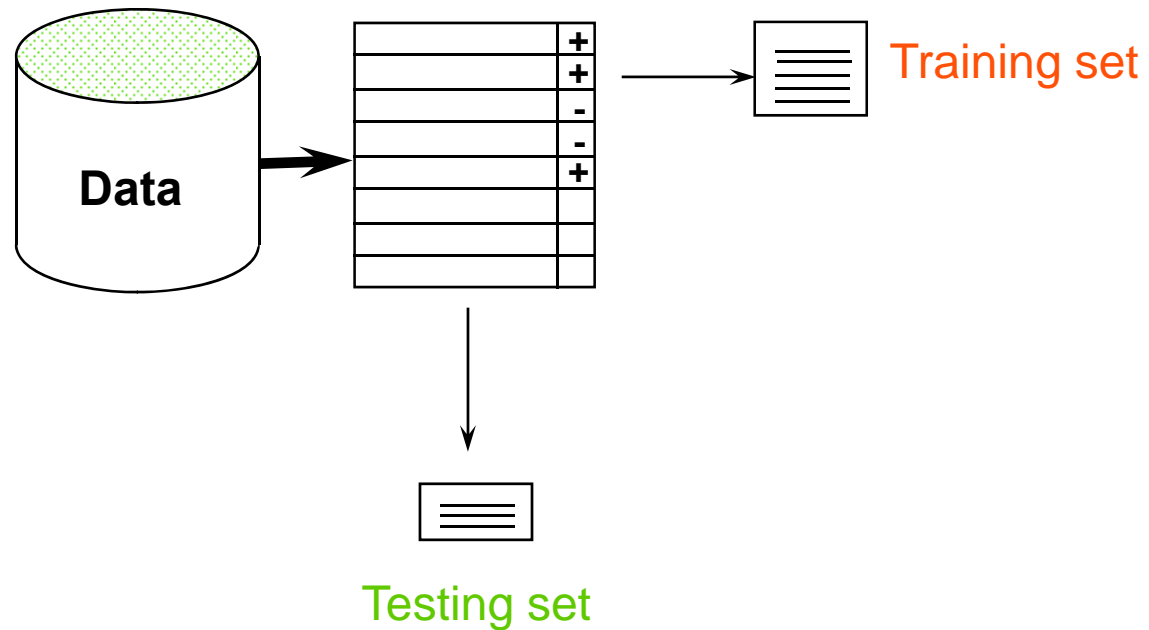 +
+
-
-
+
Training set
Data
Testing set